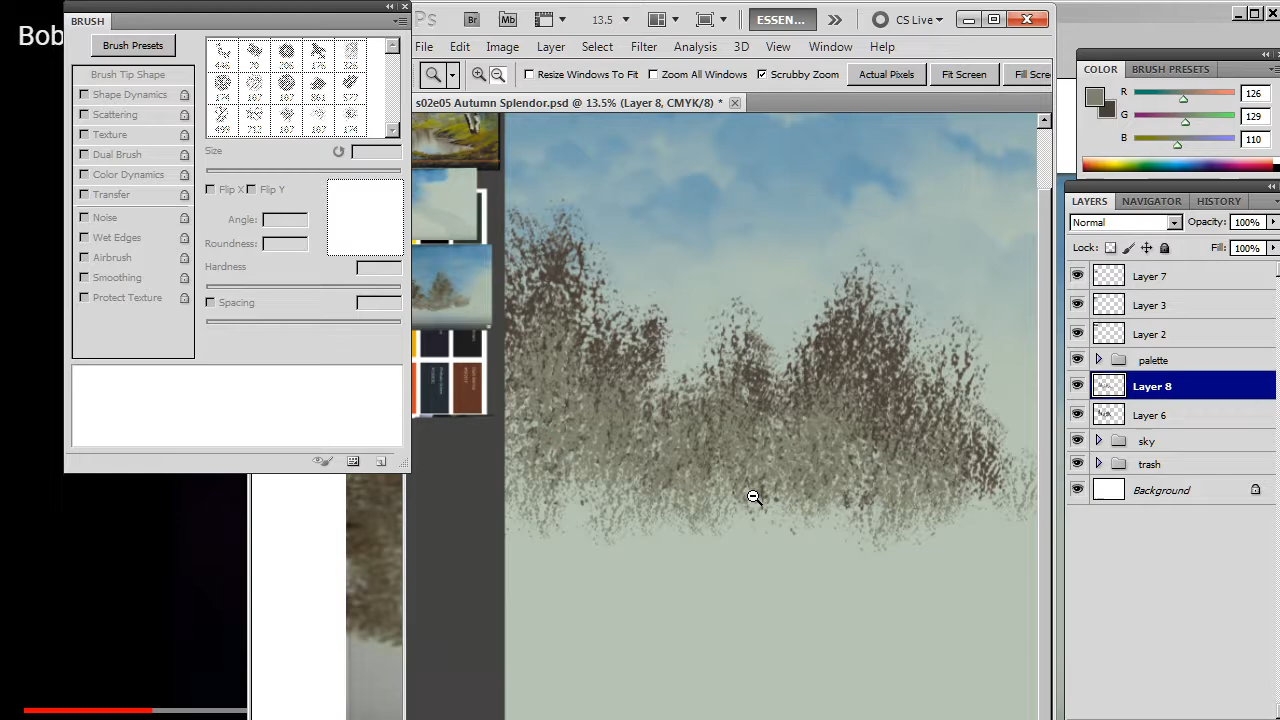 Bob
BRUSH
Brush Presets
Brush Tip Shape
Shape Dynamics
Scattering
Texture
Dual Brush
Color Dynamics
Transfer
Noise
Wet Edges
Airbrush
Smoothing
Protect Texture
Size
Flip X Flip Y
Angle:
Roundness:
Hardness
Spacing
Ps Br Mb 13.5 ESSEN... CS Live
File Edit Image Layer Select Filter Analysis 3D View Window Help
Resize Windows To Fit Zoom All Windows Scrubby Zoom Actual Pixels Fit Screen Fill Scre
s02e05 Autumn Splendor.psd @ 13.5% (Layer 8, CMYK/8) *
COLOR BRUSH PRESETS
R 126
G 129
B 110
LAYERS NAVIGATOR HISTORY
Normal Opacity: 100%
Lock: Fill: 100%
Layer 7
Layer 3
Layer 2
palette
Layer 8
Layer 6
sky
trash
Background